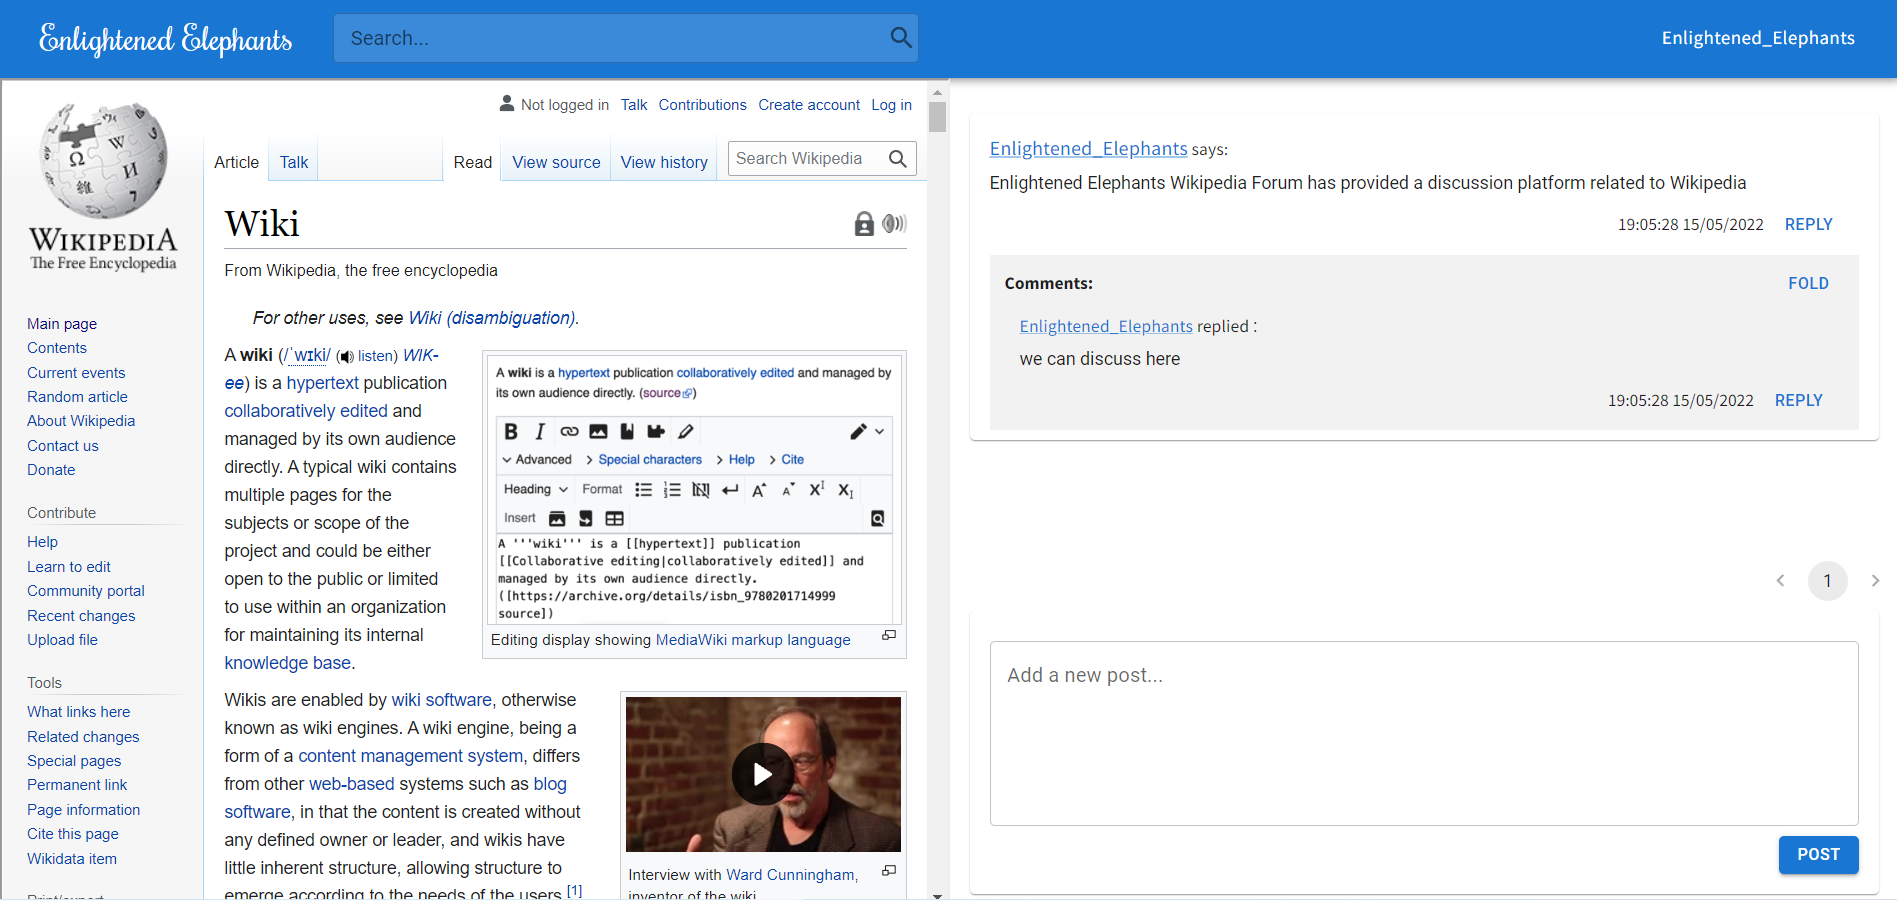 Enlightened Elephants
Search...
Enlightened_Elephants
Not logged in Talk Contributions Create account Log in
Article Talk Read View source View history Search Wikipedia
WIKIPEDIA
The Free Encyclopedia
Main page
Contents
Current events
Random article
About Wikipedia
Contact us
Donate
Contribute
Help
Learn to edit
Community portal
Recent changes
Upload file
Tools
What links here
Related changes
Special pages
Permanent link
Page information
Cite this page
Wikidata item
Print/export
Wiki
From Wikipedia, the free encyclopedia
For other uses, see Wiki (disambiguation).
A wiki (/ˈwɪki/ (listen) WIK-
ee) is a hypertext publication
collaboratively edited and
managed by its own audience
directly. A typical wiki contains
multiple pages for the
subjects or scope of the
project and could be either
open to the public or limited
to use within an organization
for maintaining its internal
knowledge base.
A wiki is a hypertext publication collaboratively edited and managed by
its own audience directly. (source)
B I
Advanced Special characters Help Cite
Heading Format
Insert
A '''wiki''' is a [[hypertext]] publication
[[Collaborative editing|collaboratively edited]] and
managed by its own audience directly.
([https://archive.org/details/isbn_9780201714999
source])
Editing display showing MediaWiki markup language
Wikis are enabled by wiki software, otherwise
known as wiki engines. A wiki engine, being a
form of a content management system, differs
from other web-based systems such as blog
software, in that the content is created without
any defined owner or leader, and wikis have
little inherent structure, allowing structure to
emerge according to the needs of the users.[1]
Interview with Ward Cunningham,
inventor of the wiki
Enlightened_Elephants says:
Enlightened Elephants Wikipedia Forum has provided a discussion platform related to Wikipedia
19:05:28 15/05/2022 REPLY
Comments: FOLD
Enlightened_Elephants replied :
we can discuss here
19:05:28 15/05/2022 REPLY
1
Add a new post...
POST